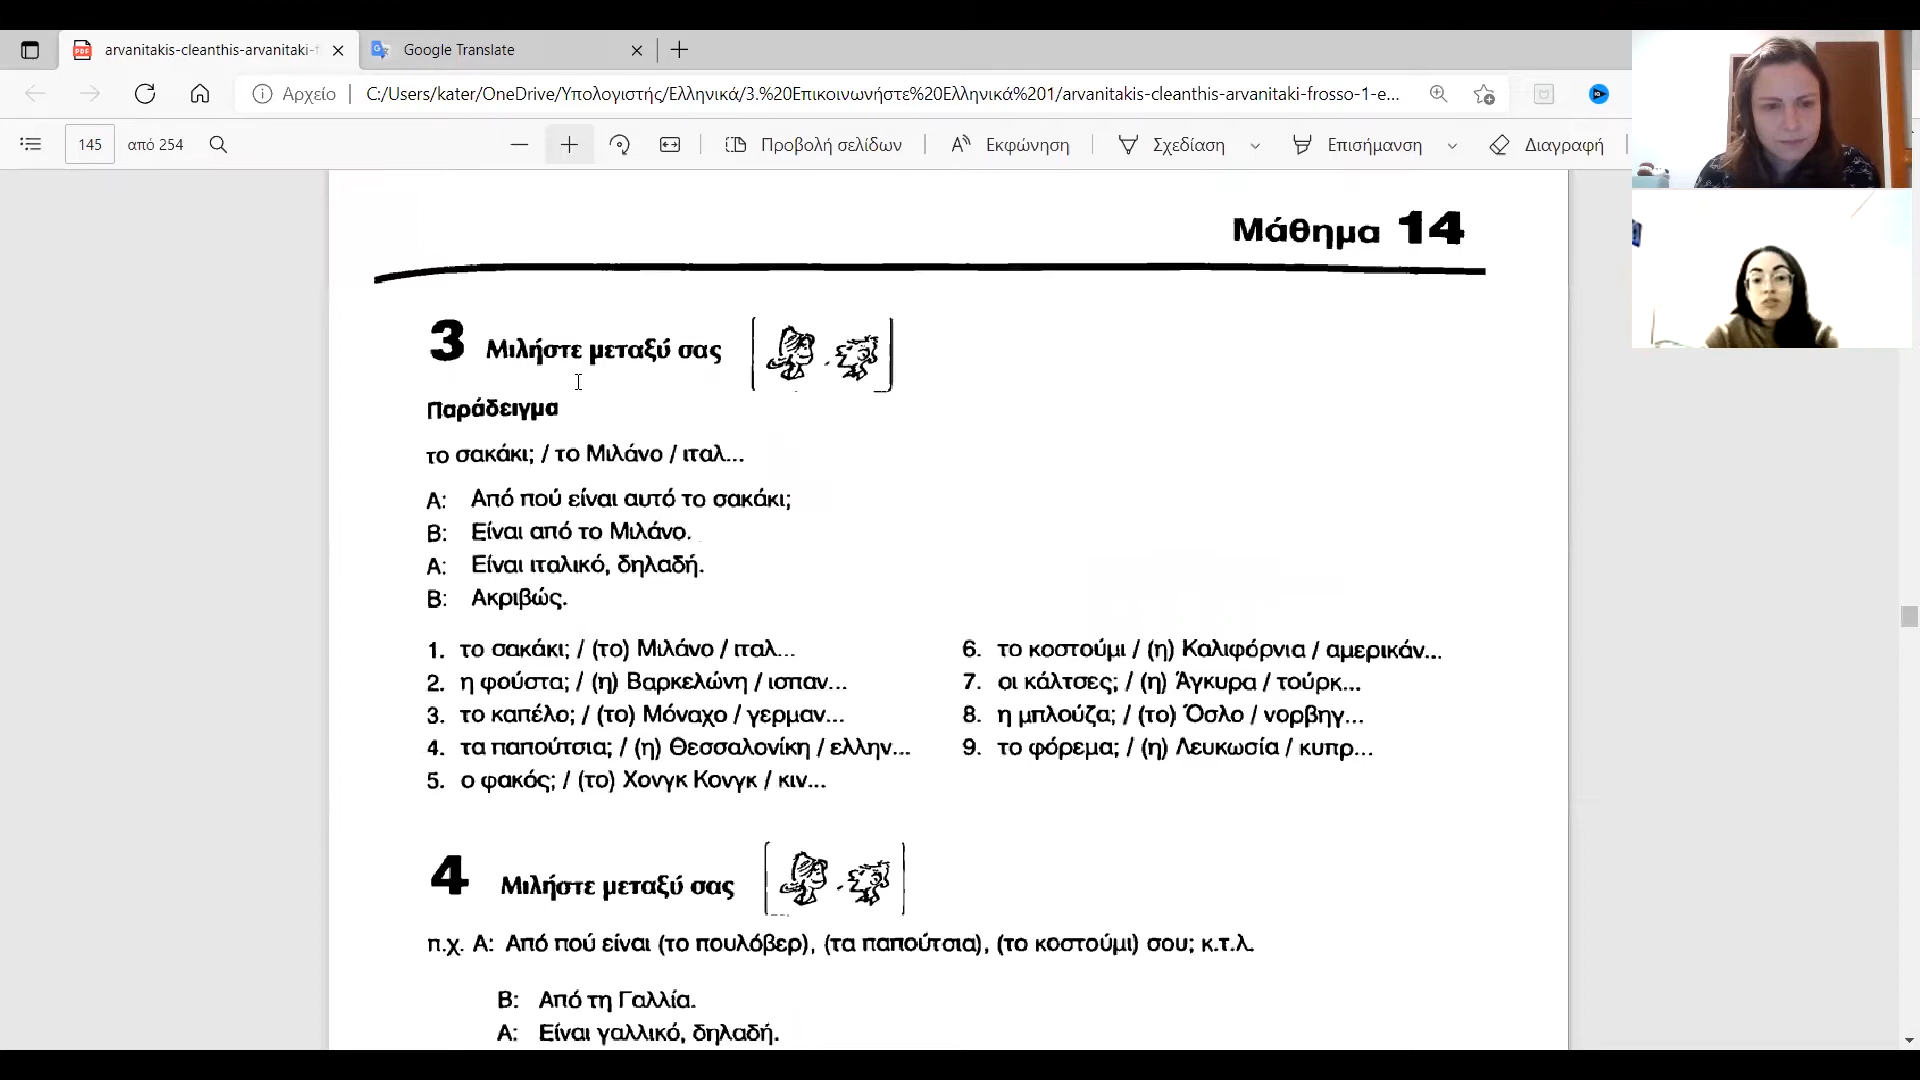 arvanitakis-cleanthis-arvanitaki-f
Google Translate
Αρχείο
C:/Users/kater/OneDrive/Υπολογιστής/Ελληνικά/3.%20Επικοινωνήστε%20Ελληνικά%201/arvanitakis-cleanthis-arvanitaki-frosso-1-e...
145 από 254
Προβολή σελίδων
Εκφώνηση
Σχεδίαση
Επισήμανση
Διαγραφή
Μάθημα 14
3 Μιλήστε μεταξύ σας
Παράδειγμα
το σακάκι; / το Μιλάνο / ιταλ...
Α: Από πού είναι αυτό το σακάκι;
Β: Είναι από το Μιλάνο.
Α: Είναι ιταλικό, δηλαδή.
Β: Ακριβώς.
1. το σακάκι; / (το) Μιλάνο / ιταλ...
2. η φούστα; / (η) Βαρκελώνη / ισπαν...
3. το καπέλο; / (το) Μόναχο / γερμαν...
4. τα παπούτσια; / (η) Θεσσαλονίκη / ελλην...
5. ο φακός; / (το) Χονγκ Κονγκ / κιν...
6. το κοστούμι / (η) Καλιφόρνια / αμερικάν...
7. οι κάλτσες; / (η) Άγκυρα / τούρκ...
8. η μπλούζα; / (το) Όσλο / νορβηγ...
9. το φόρεμα; / (η) Λευκωσία / κυπρ...
4 Μιλήστε μεταξύ σας
π.χ. Α: Από πού είναι (το πουλόβερ), (τα παπούτσια), (το κοστούμι) σου; κ.τ.λ.
Β: Από τη Γαλλία.
Α: Είναι γαλλικό, δηλαδή.